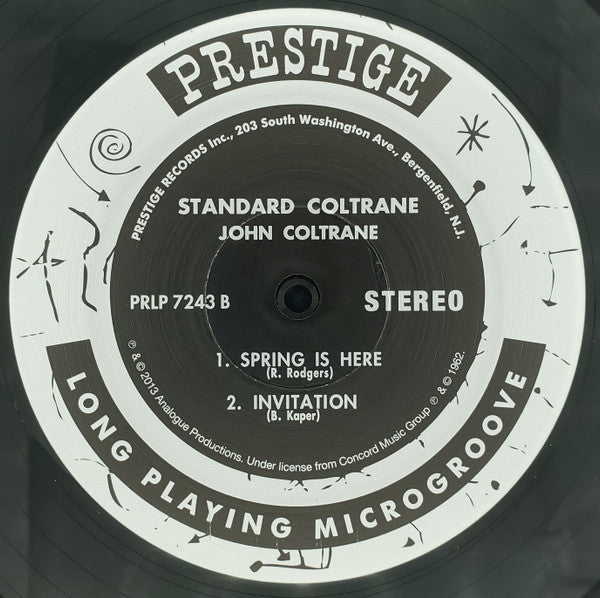 PRESTIGE
PRESTIGE RECORDS Inc., 203 South Washington Ave., Bergenfield, N.J.
STANDARD COLTRANE
JOHN COLTRANE
PRLP 7243 B
STEREO
1. SPRING IS HERE
(R. Rodgers)
2. INVITATION
(B. Kaper)
℗ & © 2013 Analogue Productions. Under license from Concord Music Group ℗ & © 1962.
LONG PLAYING MICROGROOVE